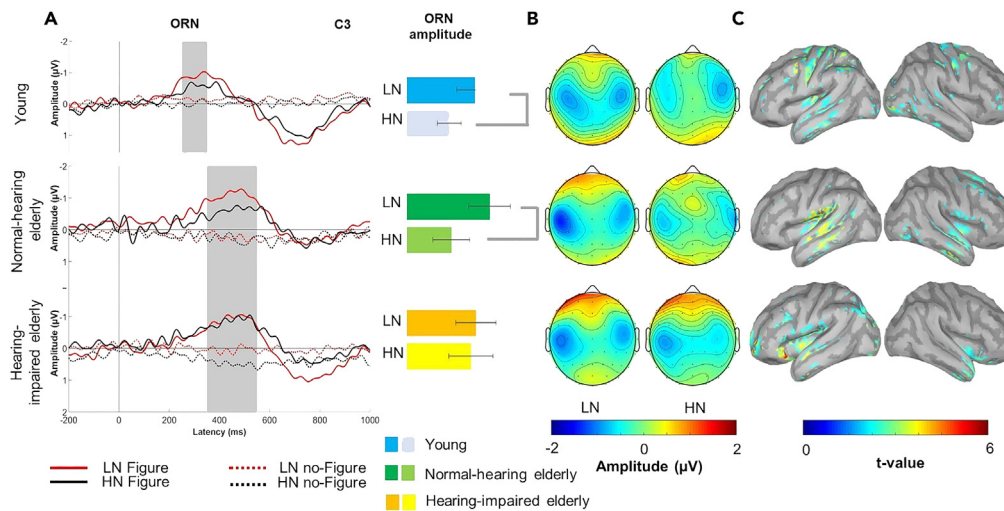 A ORN C3 ORN amplitude B C
Young
Amplitude (µV)
-2
-1
0
1
LN
HN
Normal-hearing elderly
Amplitude (µV)
-2
-1
0
1
LN
HN
Hearing-impaired elderly
Amplitude (µV)
-1
0
1
2
-200 0 200 400 600 800 1000
Latency (ms)
LN
HN
LN HN
-2 0 2
Amplitude (µV)
0 6
t-value
LN Figure
HN Figure
LN no-Figure
HN no-Figure
Young
Normal-hearing elderly
Hearing-impaired elderly